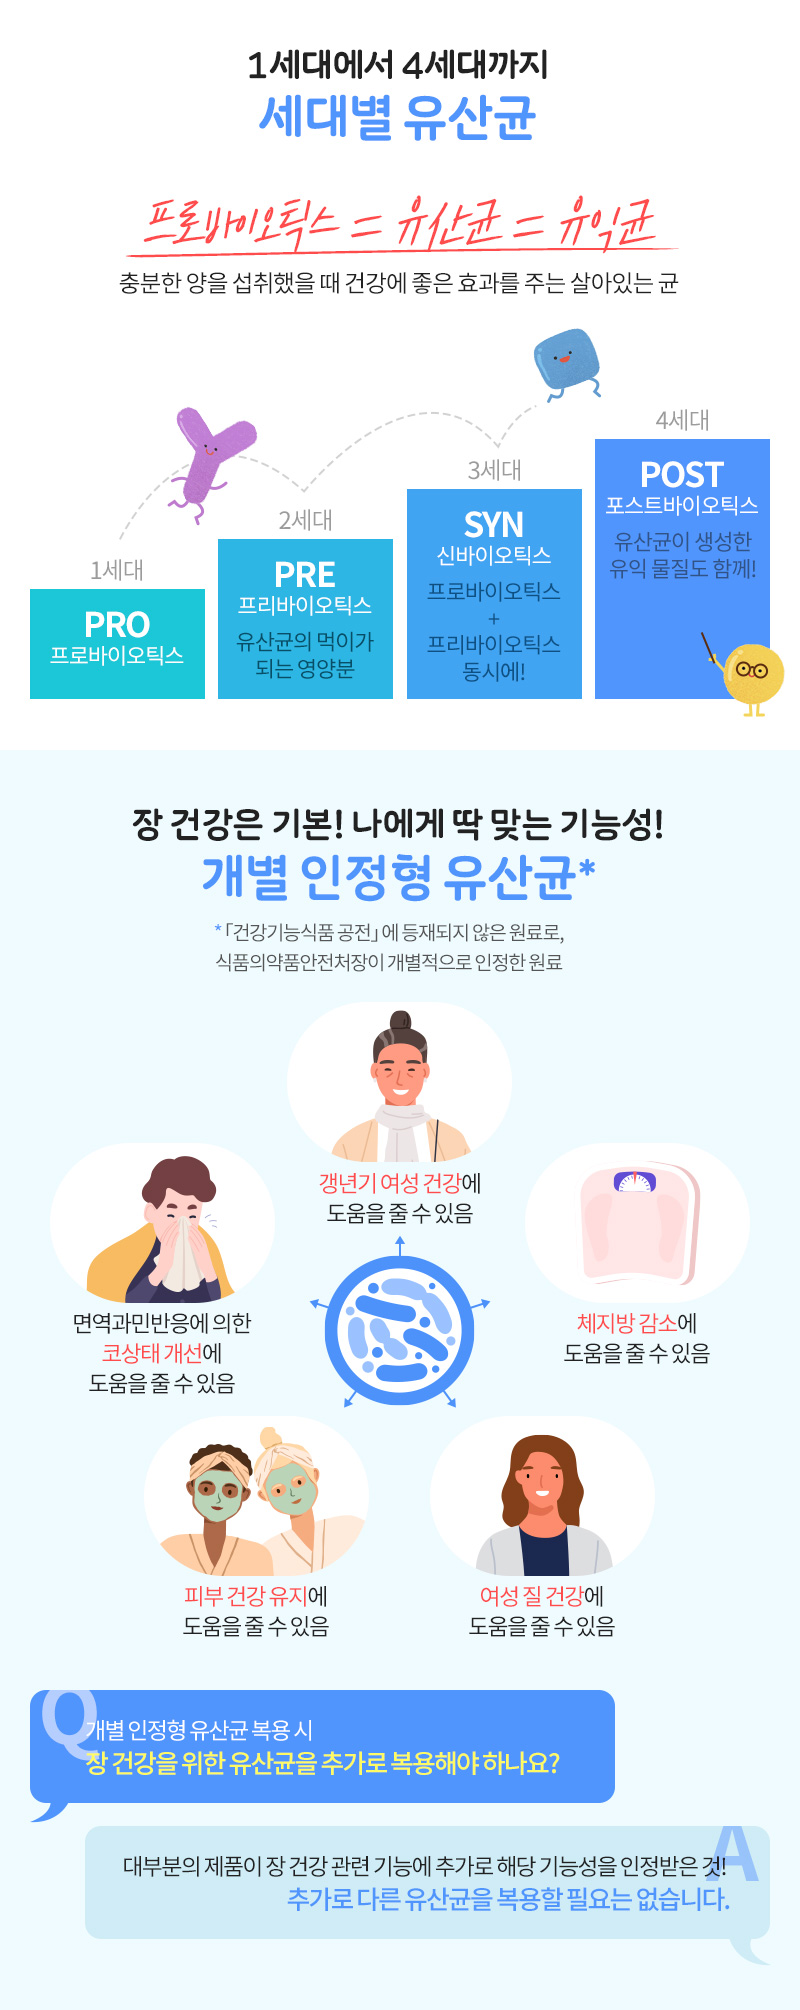 1세대에서 4세대까지
세대별 유산균
프로바이오틱스 = 유산균 = 유익균
충분한 양을 섭취했을 때 건강에 좋은 효과를 주는 살아있는 균
1세대
PRO
프로바이오틱스
2세대
PRE
프리바이오틱스
유산균의 먹이가
되는 영양분
3세대
SYN
신바이오틱스
프로바이오틱스
+
프리바이오틱스
동시에!
4세대
POST
포스트바이오틱스
유산균이 생성한
유익 물질도 함께!
장 건강은 기본! 나에게 딱 맞는 기능성!
개별 인정형 유산균*
*「건강기능식품 공전」에 등재되지 않은 원료로,
식품의약품안전처장이 개별적으로 인정한 원료
갱년기 여성 건강에
도움을 줄 수 있음
면역과민반응에 의한
코상태 개선에
도움을 줄 수 있음
체지방 감소에
도움을 줄 수 있음
피부 건강 유지에
도움을 줄 수 있음
여성 질 건강에
도움을 줄 수 있음
Q
개별 인정형 유산균 복용 시
장 건강을 위한 유산균을 추가로 복용해야 하나요?
A
대부분의 제품이 장 건강 관련 기능에 추가로 해당 기능성을 인정받은 것!
추가로 다른 유산균을 복용할 필요는 없습니다.